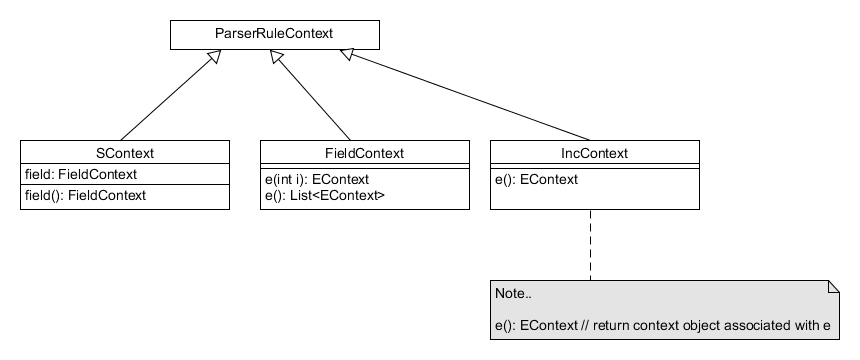 ParserRuleContext
SContext
field: FieldContext
field(): FieldContext
FieldContext
e(int i): EContext
e(): List<EContext>
IncContext
e(): EContext
Note..
e(): EContext // return context object associated with e